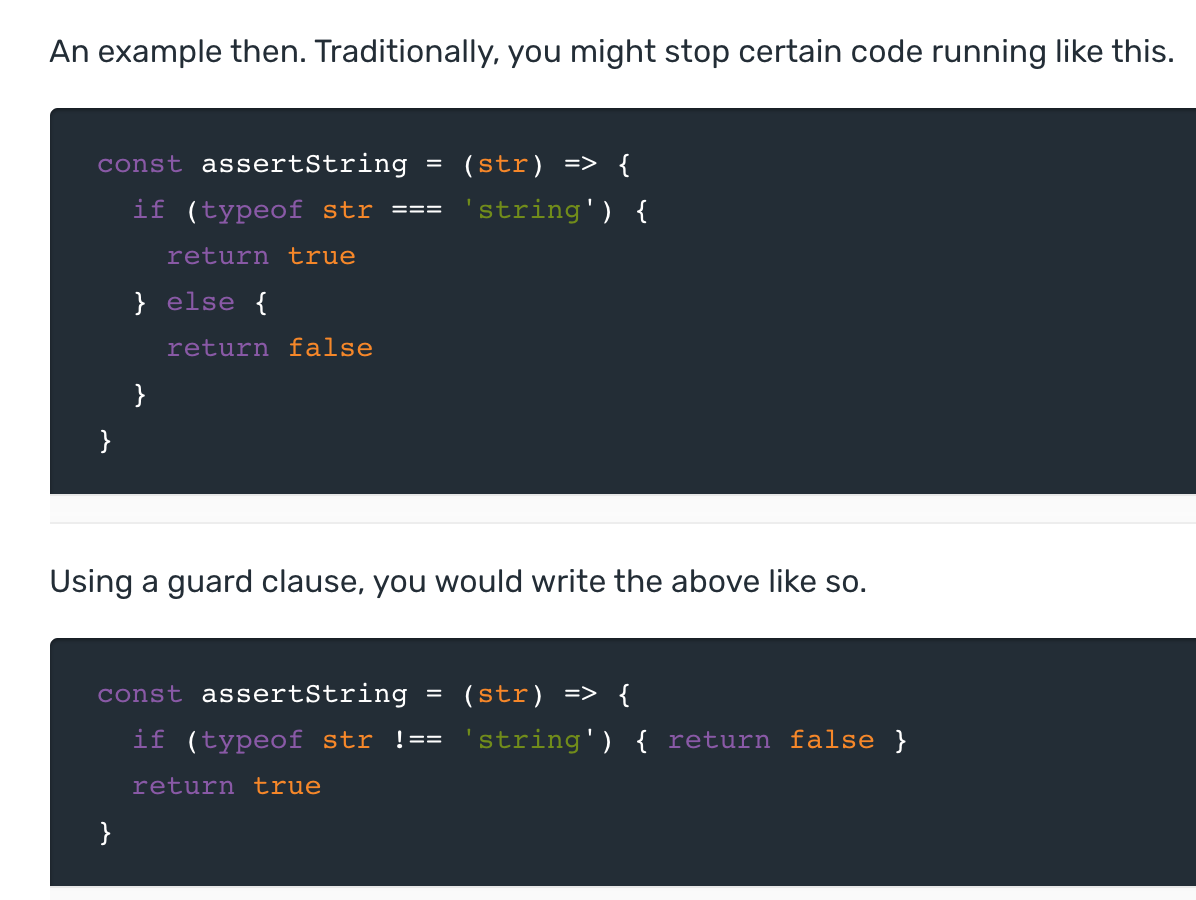 An example then. Traditionally, you might stop certain code running like this.
const assertString = (str) => {
  if (typeof str === 'string') {
    return true
  } else {
    return false
  }
}
Using a guard clause, you would write the above like so.
const assertString = (str) => {
  if (typeof str !== 'string') { return false }
  return true
}